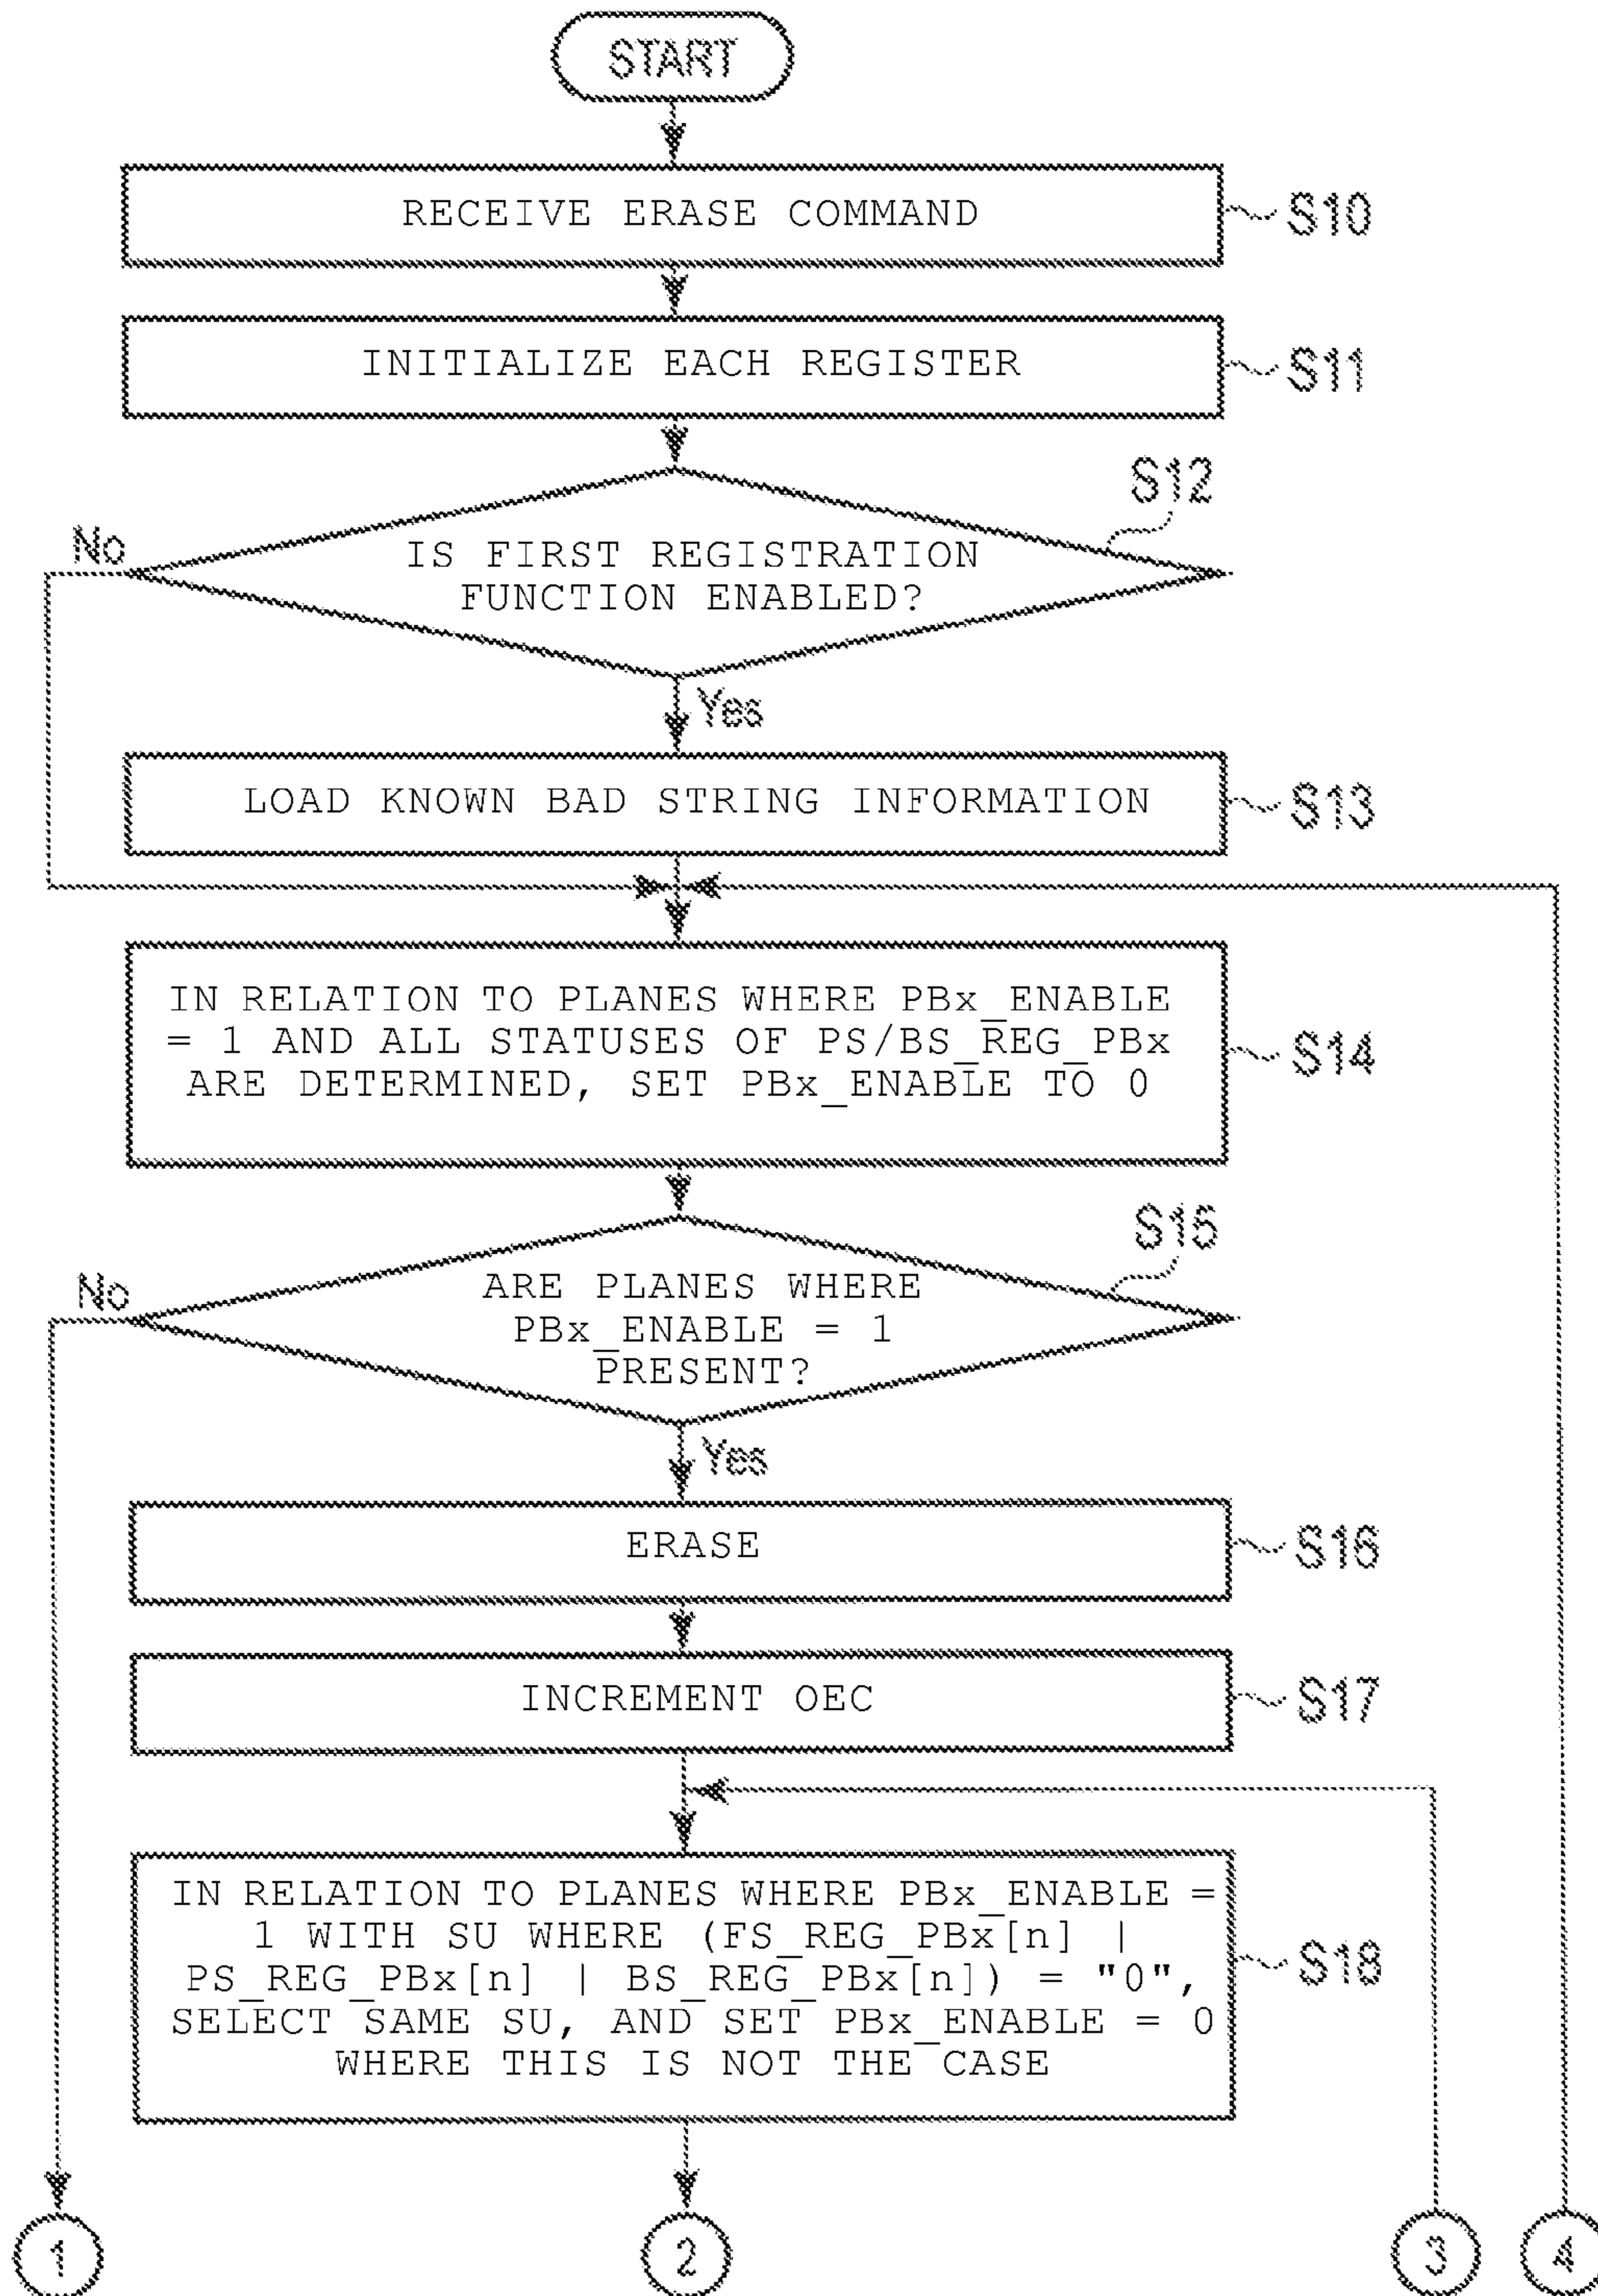 START
RECEIVE ERASE COMMAND
S10
INITIALIZE EACH REGISTER
S11
S12
No
IS FIRST REGISTRATION
FUNCTION ENABLED?
Yes
LOAD KNOWN BAD STRING INFORMATION
S13
IN RELATION TO PLANES WHERE PBx_ENABLE
= 1 AND ALL STATUSES OF PS/BS_REG_PBx
ARE DETERMINED, SET PBx_ENABLE TO 0
S14
S15
No
ARE PLANES WHERE
PBx_ENABLE = 1
PRESENT?
Yes
ERASE
S16
INCREMENT OEC
S17
IN RELATION TO PLANES WHERE PBx_ENABLE =
1 WITH SU WHERE (FS_REG_PBx[n] |
PS_REG_PBx[n] | BS_REG_PBx[n]) = "0",
SELECT SAME SU, AND SET PBx_ENABLE = 0
WHERE THIS IS NOT THE CASE
S18
1
2
3
4